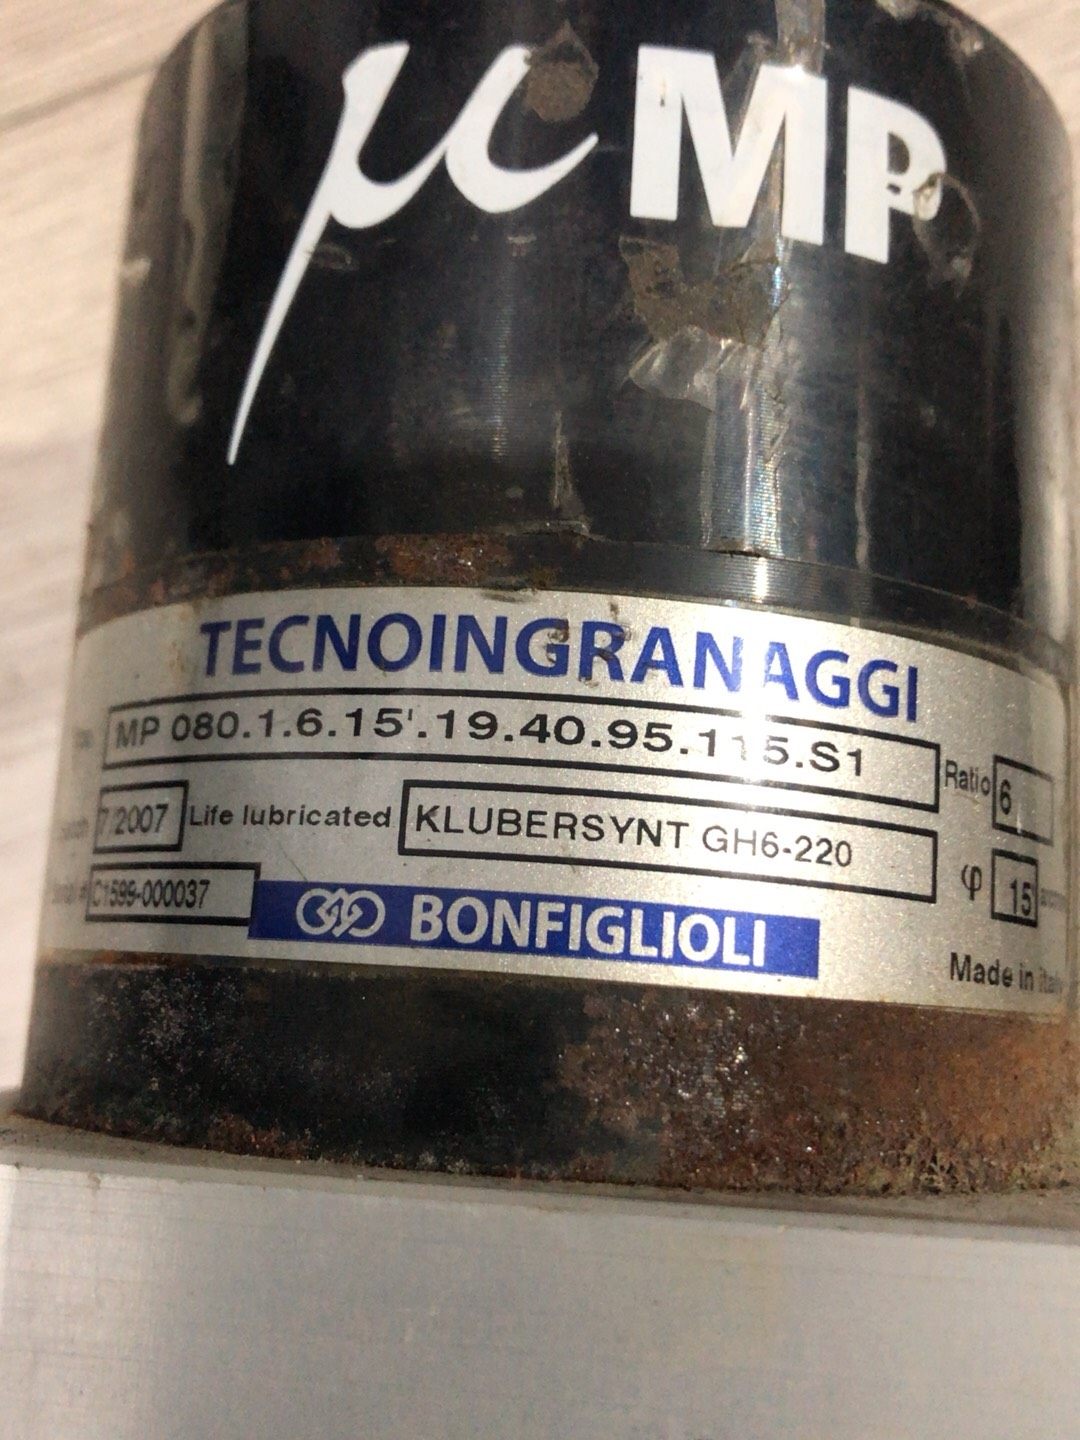 μMP
TECNOINGRANAGGI
MP 080.1.6.15'.19.40.95.115.S1 Ratio 6
7/2007 Life lubricated KLUBERSYNT GH6-220
φ 15
C1599-000037
BONFIGLIOLI
Made in Italy